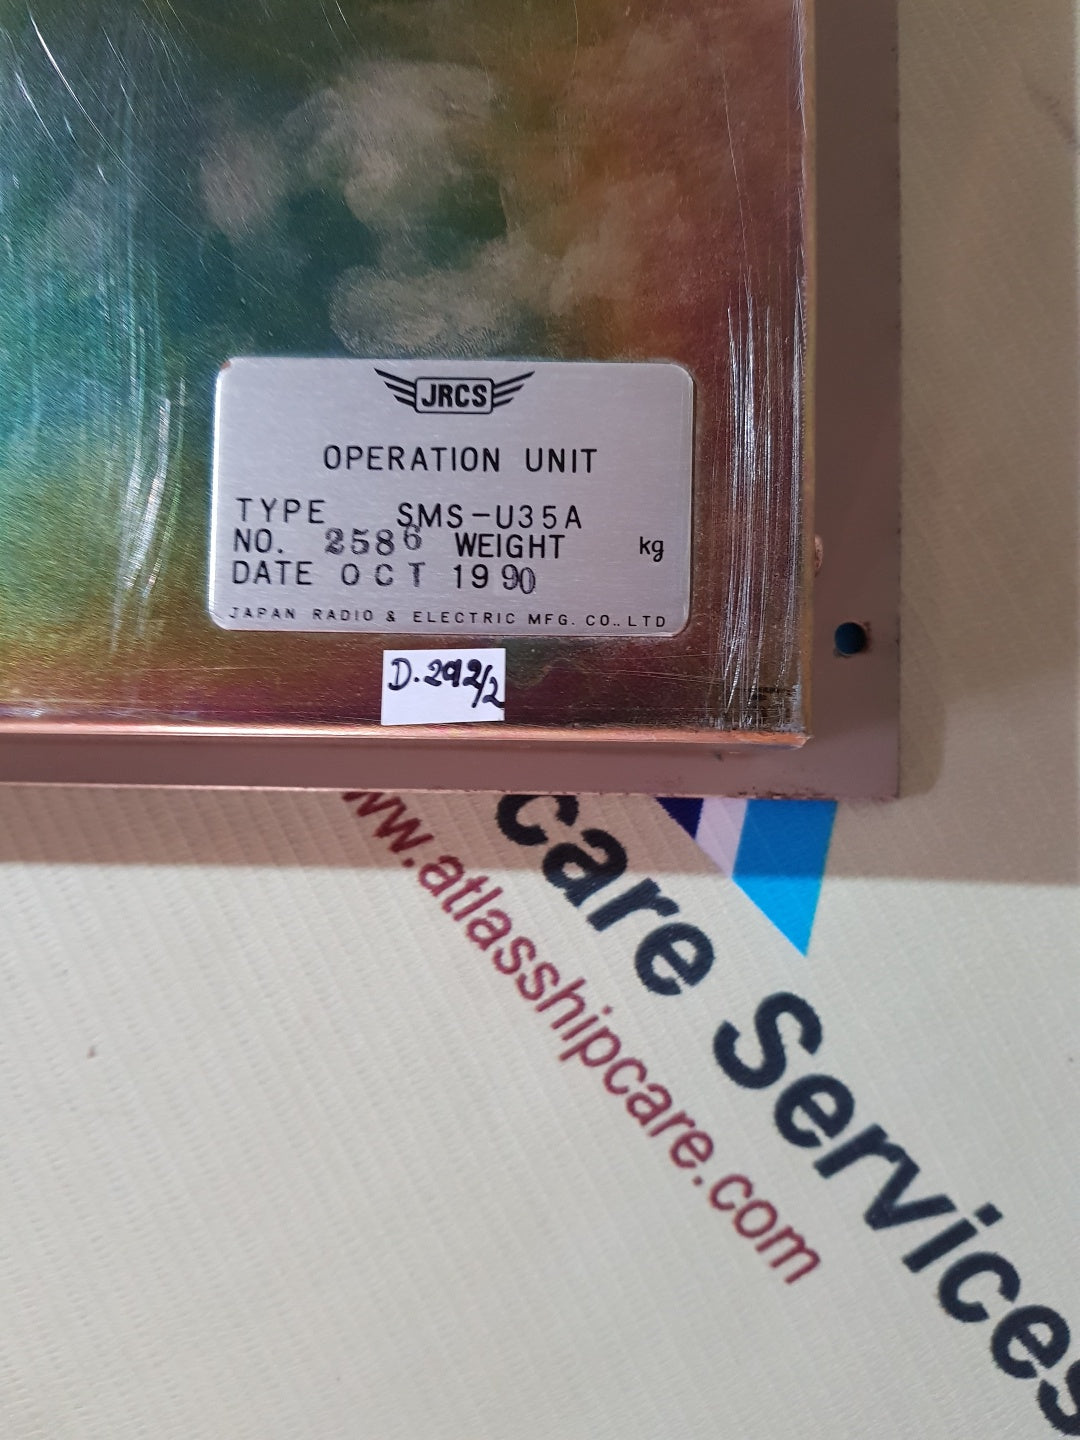 JRCS
OPERATION UNIT
TYPE SMS-U35A
NO. 2586 WEIGHT kg
DATE OCT 1990
JAPAN RADIO & ELECTRIC MFG. CO., LTD
D.292/2
care Services
www.atlasshipcare.com